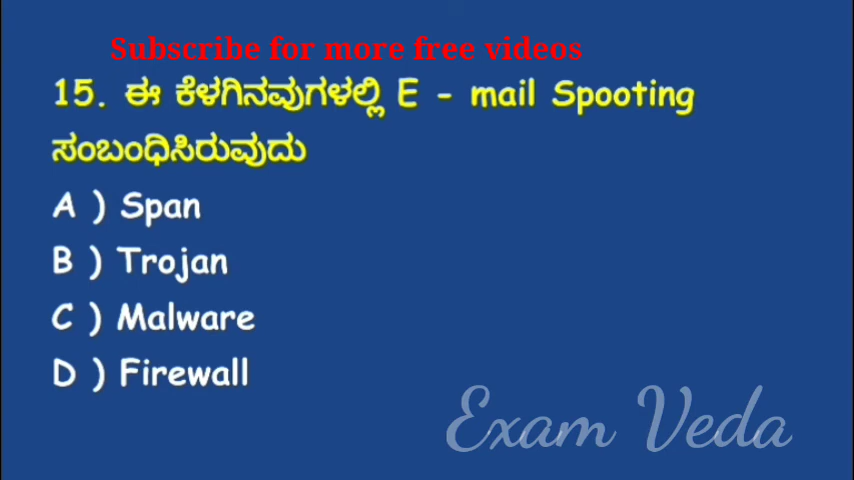 Subscribe for more free videos
15. ಈ ಕೆಳಗಿನವುಗಳಲ್ಲಿ E - mail Spooting
ಸಂಬಂಧಿಸಿರುವುದು
A ) Span
B ) Trojan
C ) Malware
D ) Firewall
Exam Veda